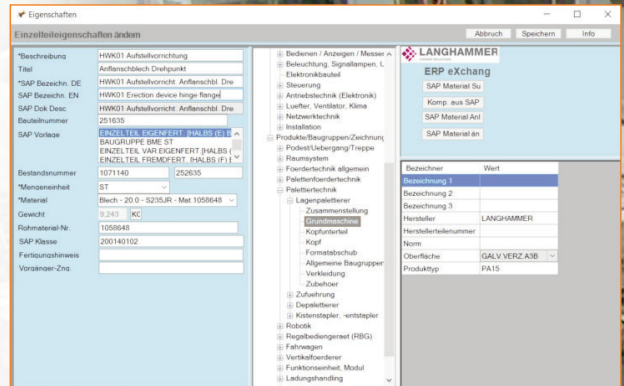 Eigenschaften
Einzelteileigenschaften ändern
Abbruch
Speichern
Info
*Beschreibung
HWK01 Aufstellvorrichtung
Titel
Anflanschblech Drehpunkt
*SAP Bezeichn. DE
HWK01 Aufstellvorricht. Anflanschbl. Dre
SAP Bezeichn. EN
HWK01 Erection device hinge flange
SAP Dok Desc
HWK01 Aufstellvorricht. Anflanschbl. Dre
Bauteilnummer
251635
SAP Vorlage
EINZELTEIL EIGENFERT. [HALBS (E) B
BAUGRUPPE BME ST
EINZELTEIL VAR.EIGENFERT.[HALBS (
EINZELTEIL FREMDFERT. [HALBS (F) E
Bestandsnummer
1071140
252635
*Mengeneinheit
ST
*Material
Blech - 20.0 - S235JR - Mat.1058648
Gewicht
9,243
KG
Rohmaterial-Nr.
1058648
SAP Klasse
200140102
Fertigungshinweis
Vorgänger-Zng.
Bedienen / Anzeigen / Messen
Beleuchtung, Signallampen, L
Elektronikbauteil
Steuerung
Antriebstechnik (Elektronik)
Luefter, Ventilator, Klima
Netzwerktechnik
Installation
Produkte/Baugruppen/Zeichnung
Podest/Uebergang/Treppe
Raumsystem
Foerdertechnik allgemein
Palettenfoerdertechnik
Palettiertechnik
Lagenpalettierer
Zusammenstellung
Grundmaschine
Kopfunterteil
Kopf
Formatabschub
Allgemeine Baugruppen
Verkleidung
Zubehoer
Zufuehrung
Depalettierer
Kistenstapler, -entstapler
Robotik
Regalbediengeraet (RBG)
Fahrwagen
Vertikalfoerderer
Funktionseinheit, Modul
Ladungshandling
LANGHAMMER
ERP eXchang
SAP Material Su
Komp. aus SAP
SAP Material Anl
SAP Material än
Bezeichner
Wert
Bezeichnung 1
Bezeichnung 2
Bezeichnung 3
Hersteller
LANGHAMMER
Herstellerteilenummer
Norm
Oberfläche
GALV.VERZ.A3B
Produkttyp
PA15